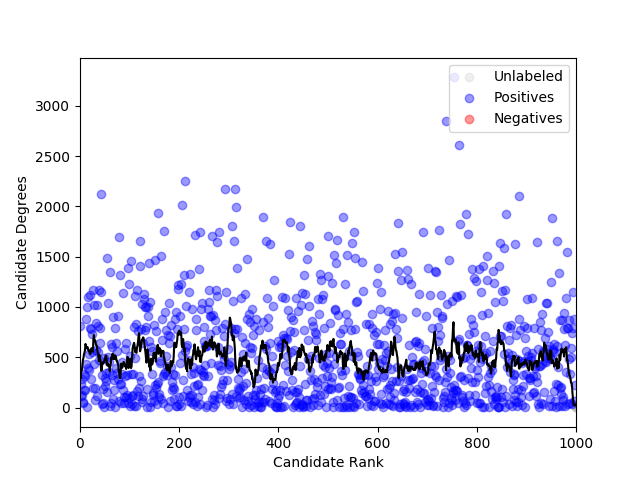 Unlabeled
Positives
Negatives
3000
2500
2000
1500
1000
500
0
Candidate Degrees
0 200 400 600 800 1000
Candidate Rank